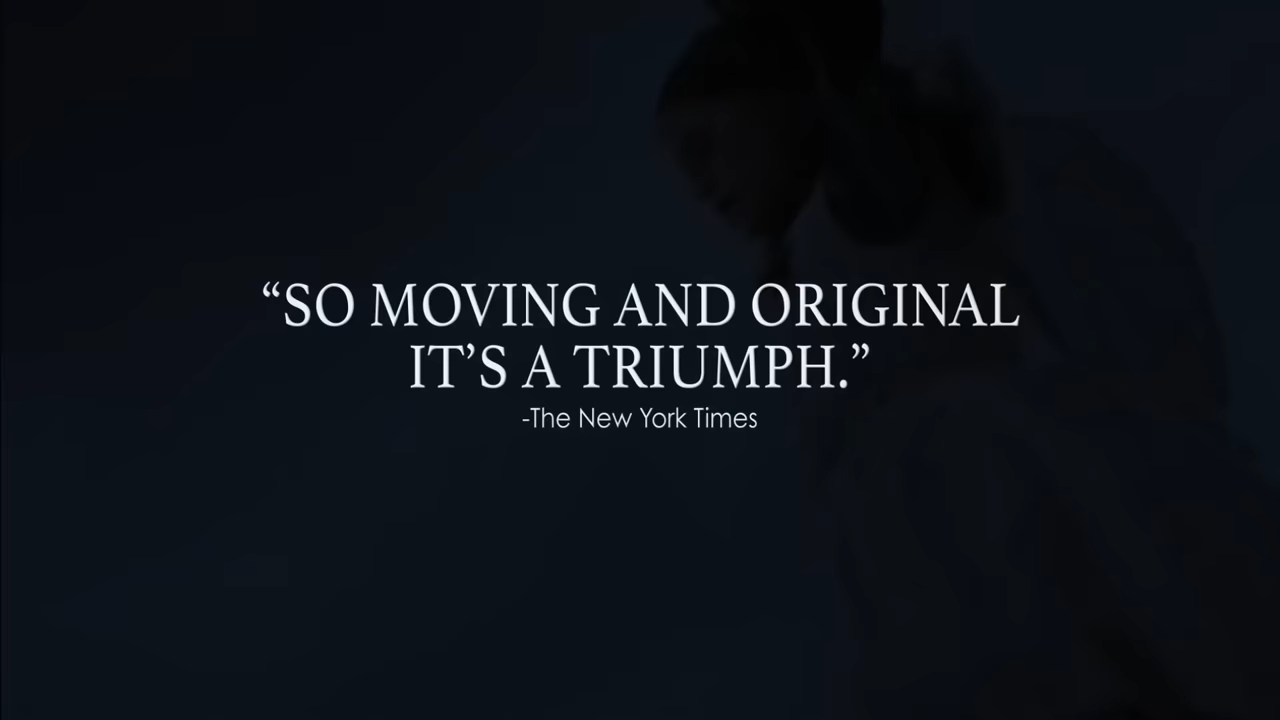 “SO MOVING AND ORIGINAL
IT’S A TRIUMPH.”
-The New York Times